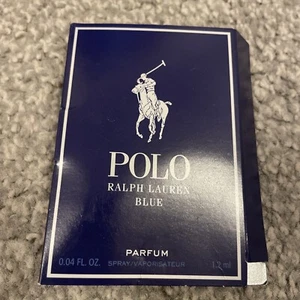 POLO
RALPH LAUREN
BLUE
PARFUM
0.04 FL. OZ. SPRAY/VAPORISATEUR 1.2 ml